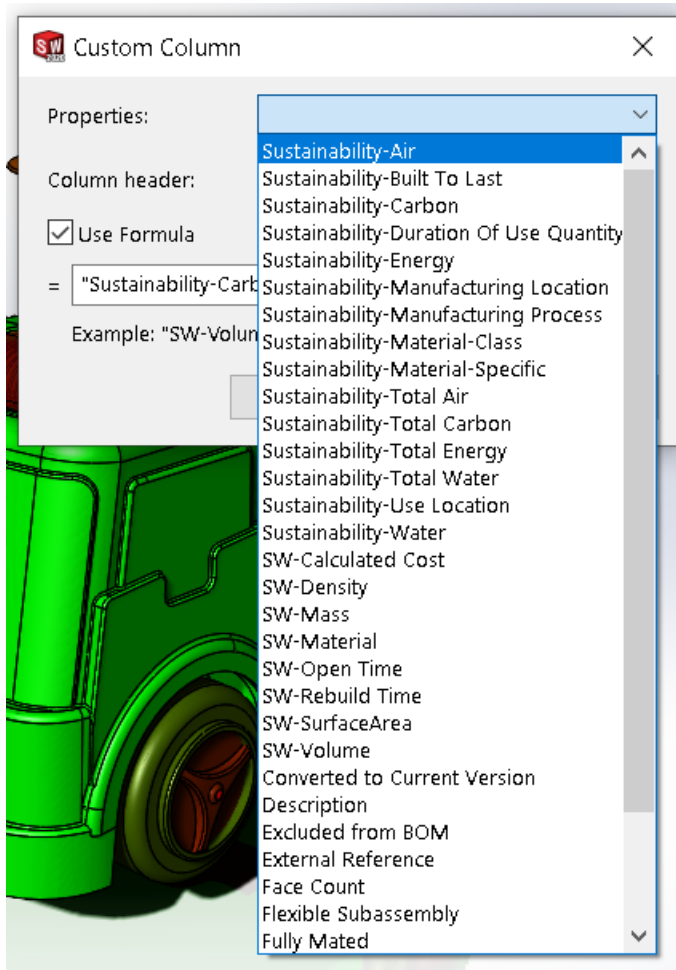 SW
2020
Custom Column
Properties:
Sustainability-Air
Sustainability-Built To Last
Column header:
Sustainability-Carbon
Use Formula
Sustainability-Duration Of Use Quantity
Sustainability-Energy
= "Sustainability-Carb
Sustainability-Manufacturing Location
Sustainability-Manufacturing Process
Example: "SW-Volun
Sustainability-Material-Class
Sustainability-Material-Specific
Sustainability-Total Air
Sustainability-Total Carbon
Sustainability-Total Energy
Sustainability-Total Water
Sustainability-Use Location
Sustainability-Water
SW-Calculated Cost
SW-Density
SW-Mass
SW-Material
SW-Open Time
SW-Rebuild Time
SW-SurfaceArea
SW-Volume
Converted to Current Version
Description
Excluded from BOM
External Reference
Face Count
Flexible Subassembly
Fully Mated